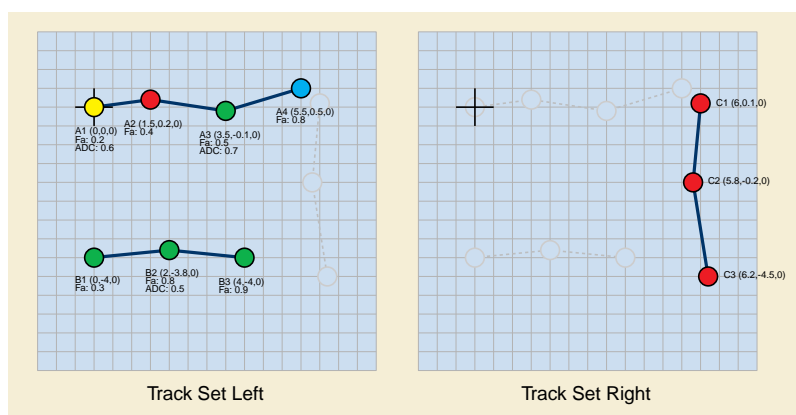 A1 (0,0,0)
Fa: 0.2
ADC: 0.6
A2 (1.5,0.2,0)
Fa: 0.4
A3 (3.5,-0.1,0)
Fa: 0.5
ADC: 0.7
A4 (5.5,0.5,0)
Fa: 0.8
B1 (0,-4,0)
Fa: 0.3
B2 (2,-3.8,0)
Fa: 0.8
ADC: 0.5
B3 (4,-4,0)
Fa: 0.9
Track Set Left
C1 (6,0.1,0)
C2 (5.8,-0.2,0)
C3 (6.2,-4.5,0)
Track Set Right